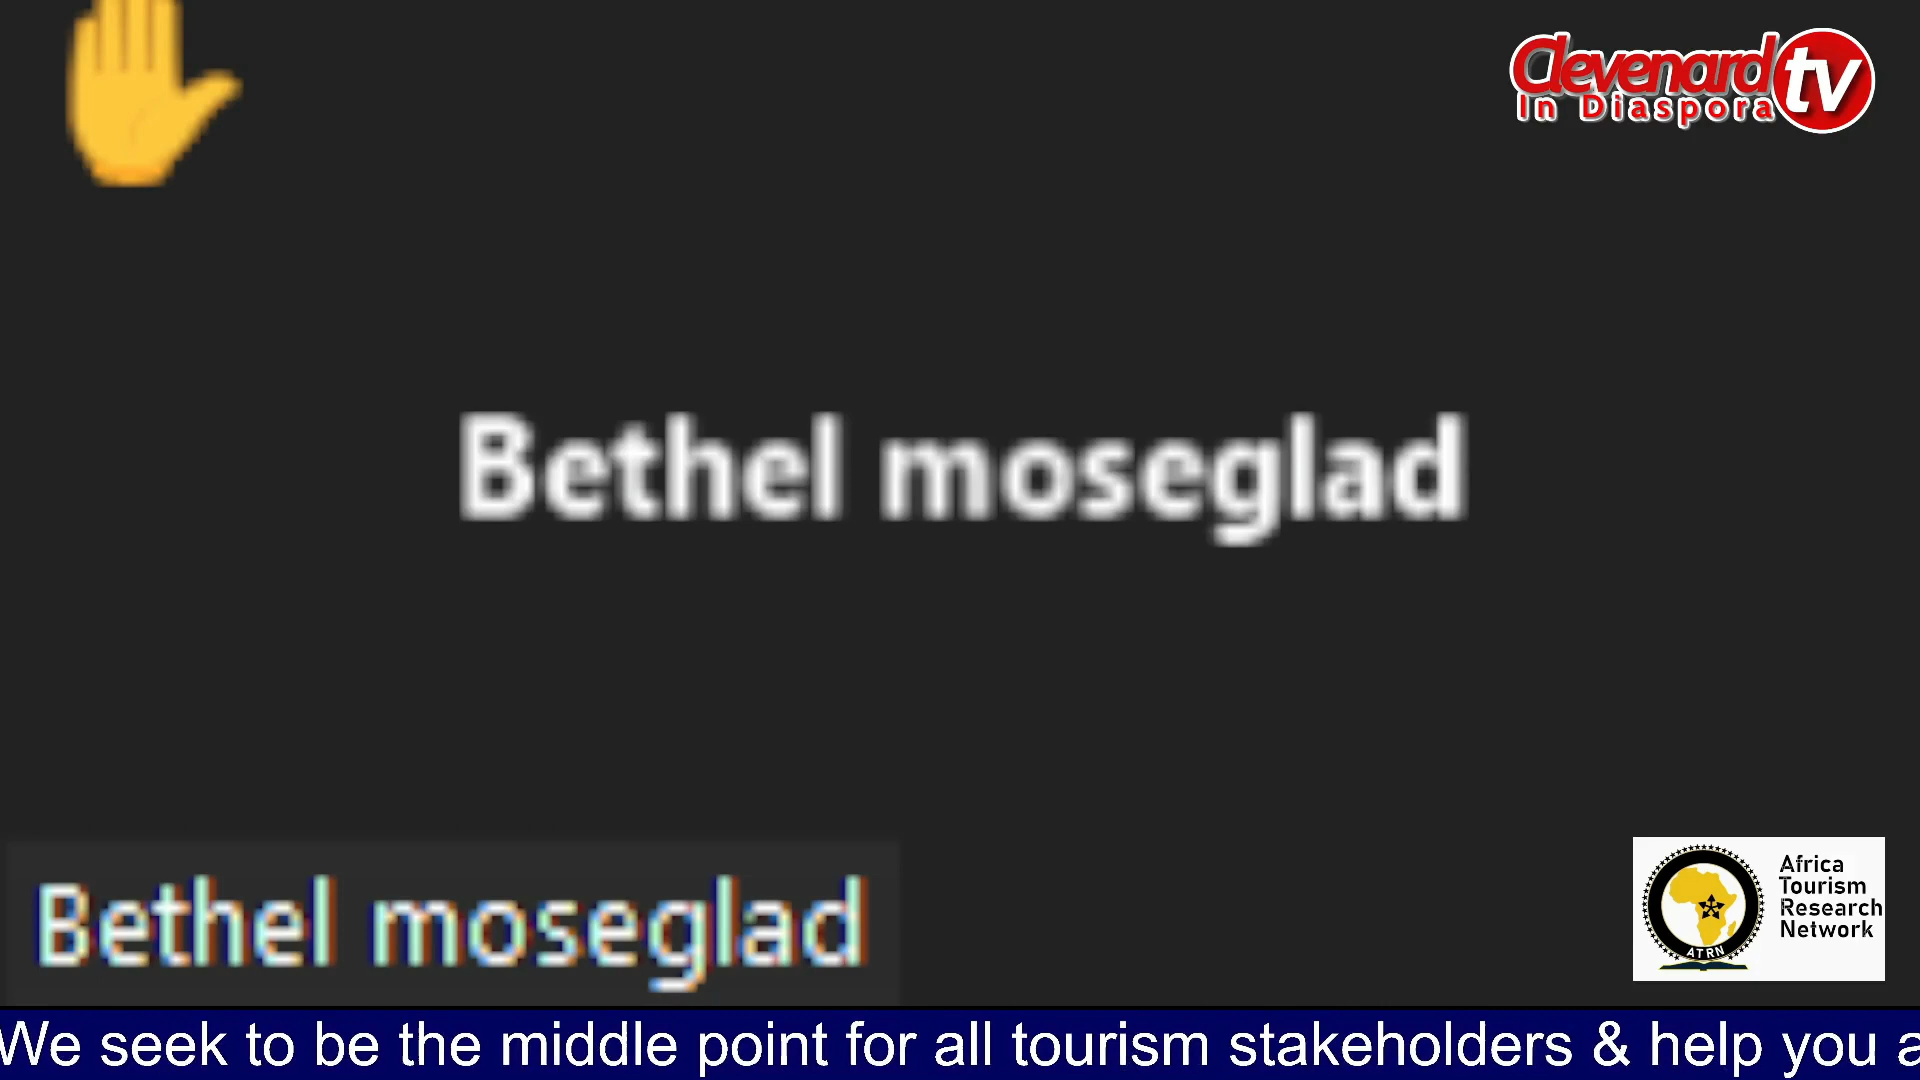 Clevenard tv
In Diaspora
Bethel moseglad
Bethel moseglad
Africa
Tourism
Research
Network
ATRN
We seek to be the middle point for all tourism stakeholders & help you a